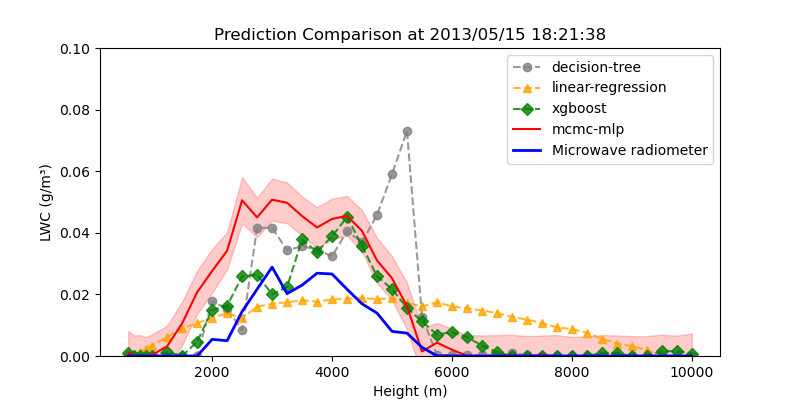 Prediction Comparison at 2013/05/15 18:21:38
0.10
0.08
0.06
0.04
0.02
0.00
LWC (g/m³)
decision-tree
linear-regression
xgboost
mcmc-mlp
Microwave radiometer
2000 4000 6000 8000 10000
Height (m)